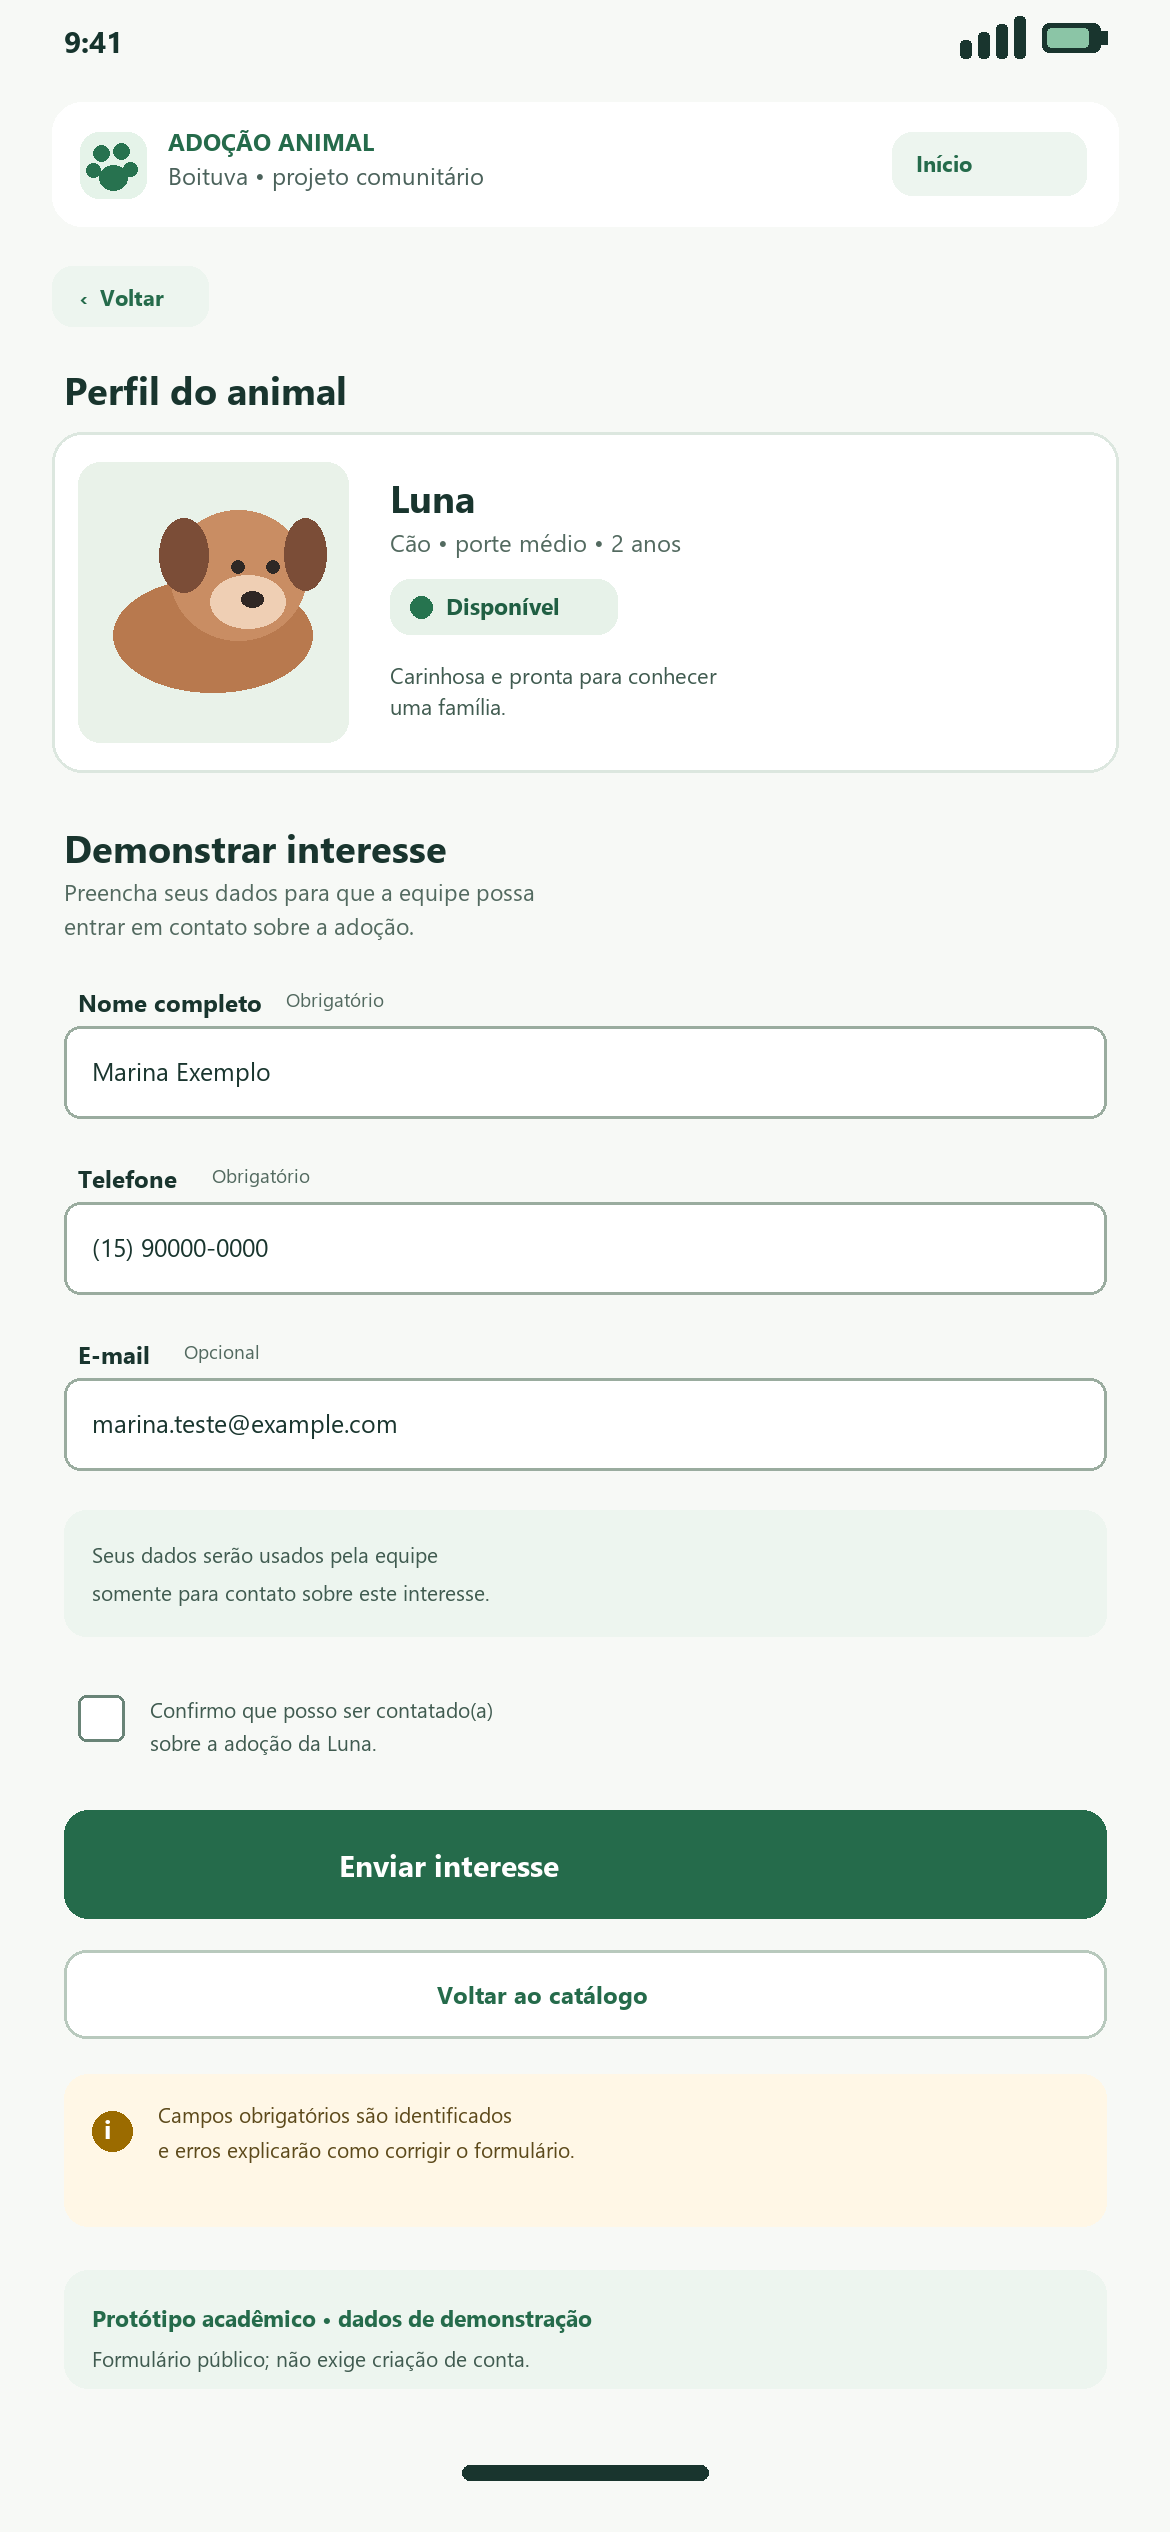 9:41
ADOÇÃO ANIMAL
Boituva • projeto comunitário
Início
‹ Voltar
Perfil do animal
Luna
Cão • porte médio • 2 anos
Disponível
Carinhosa e pronta para conhecer
uma família.
Demonstrar interesse
Preencha seus dados para que a equipe possa
entrar em contato sobre a adoção.
Nome completo Obrigatório
Marina Exemplo
Telefone Obrigatório
(15) 90000-0000
E-mail Opcional
marina.teste@example.com
Seus dados serão usados pela equipe
somente para contato sobre este interesse.
Confirmo que posso ser contatado(a)
sobre a adoção da Luna.
Enviar interesse
Voltar ao catálogo
i
Campos obrigatórios são identificados
e erros explicarão como corrigir o formulário.
Protótipo acadêmico • dados de demonstração
Formulário público; não exige criação de conta.